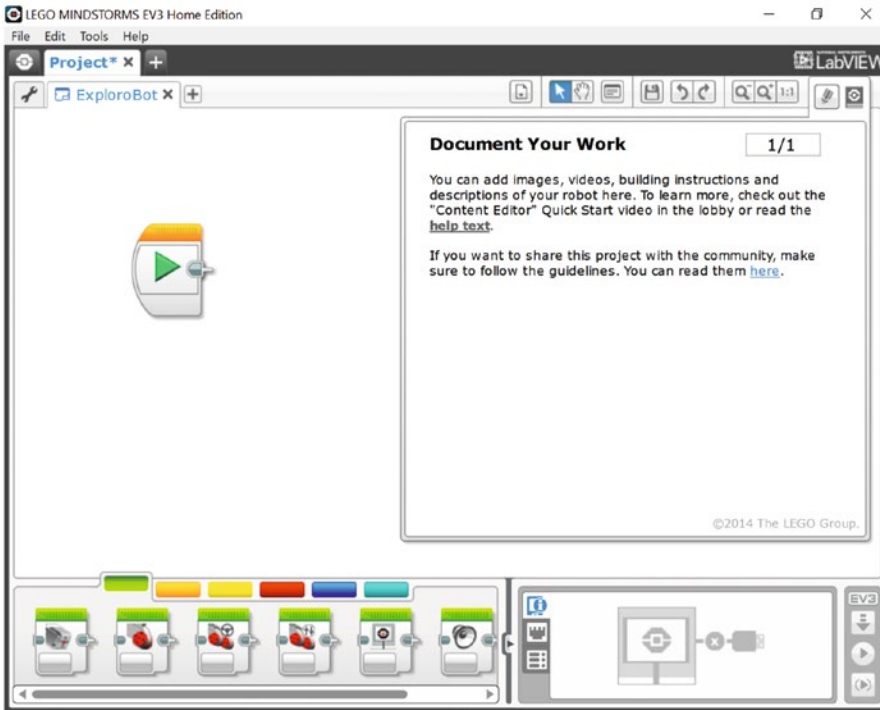 LEGO MINDSTORMS EV3 Home Edition
File Edit Tools Help
Project*
LabVIEW
ExploroBot
1:1
Document Your Work
1/1
You can add images, videos, building instructions and
descriptions of your robot here. To learn more, check out the
"Content Editor" Quick Start video in the lobby or read the
help text.
If you want to share this project with the community, make
sure to follow the guidelines. You can read them here.
©2014 The LEGO Group.
EV3